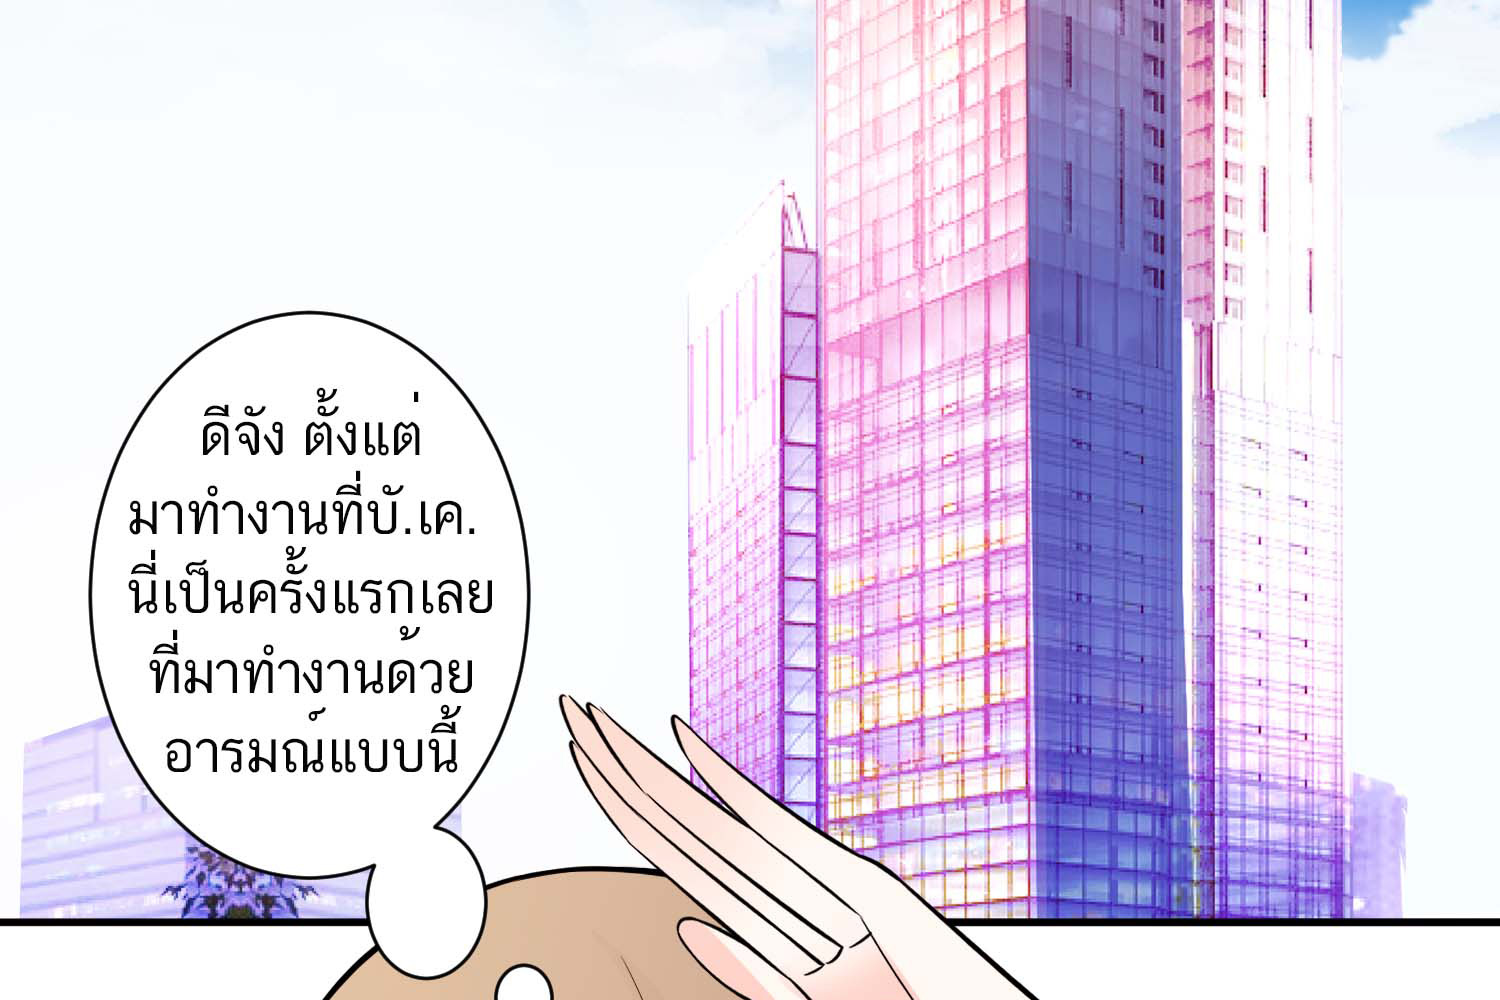 ดีจัง ตั้งแต่
มาทำงานที่บั.เค.
นี่เป็นครั้งแรกเลย
ที่มาทำงานด้วย
อารมณ์แบบนี้